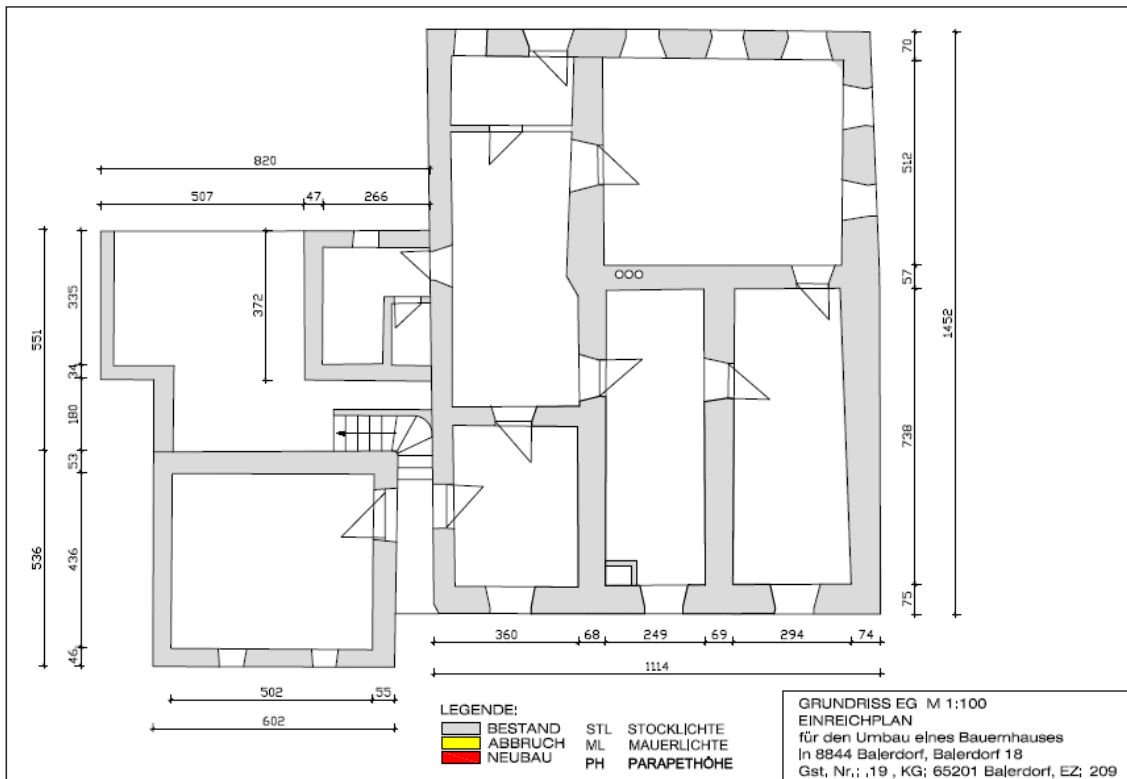 70
820
507 47 266
512
551
335
372
57
1452
34
180
738
53
436
536
75
46
360 68 249 69 294 74
1114
502 55
602
LEGENDE:
BESTAND STL STOCKLICHTE
ABBRUCH ML MAUERLICHTE
NEUBAU PH PARAPETHÖHE
GRUNDRISS EG M 1:100
EINREICHPLAN
für den Umbau eines Bauernhauses
in 8844 Baierdorf, Baierdorf 18
Gst. Nr.: .19 , KG: 65201 Baierdorf, EZ: 209